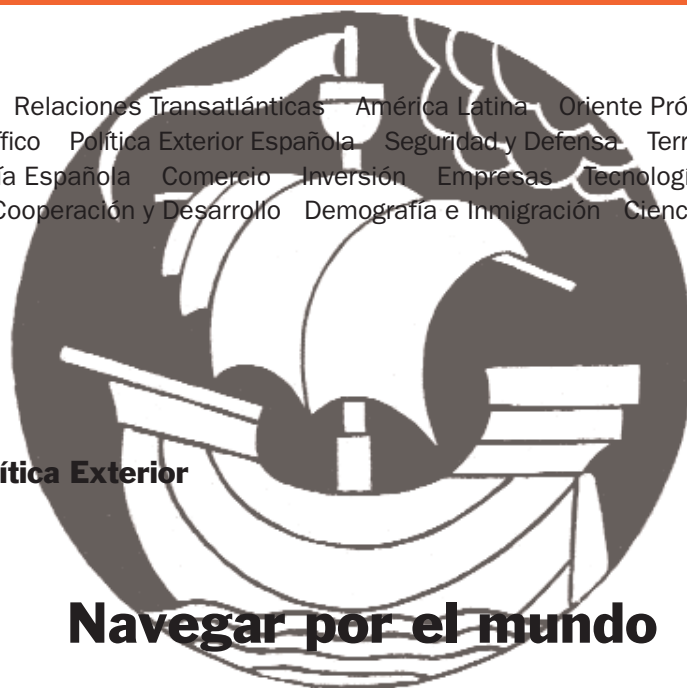 Relaciones Transatlánticas América Latina Oriente Pró
fico Política Exterior Española Seguridad y Defensa Terr
ía Española Comercio Inversión Empresas Tecnologí
Cooperación y Desarrollo Demografía e Inmigración Cienc
ítica Exterior
Navegar por el mundo